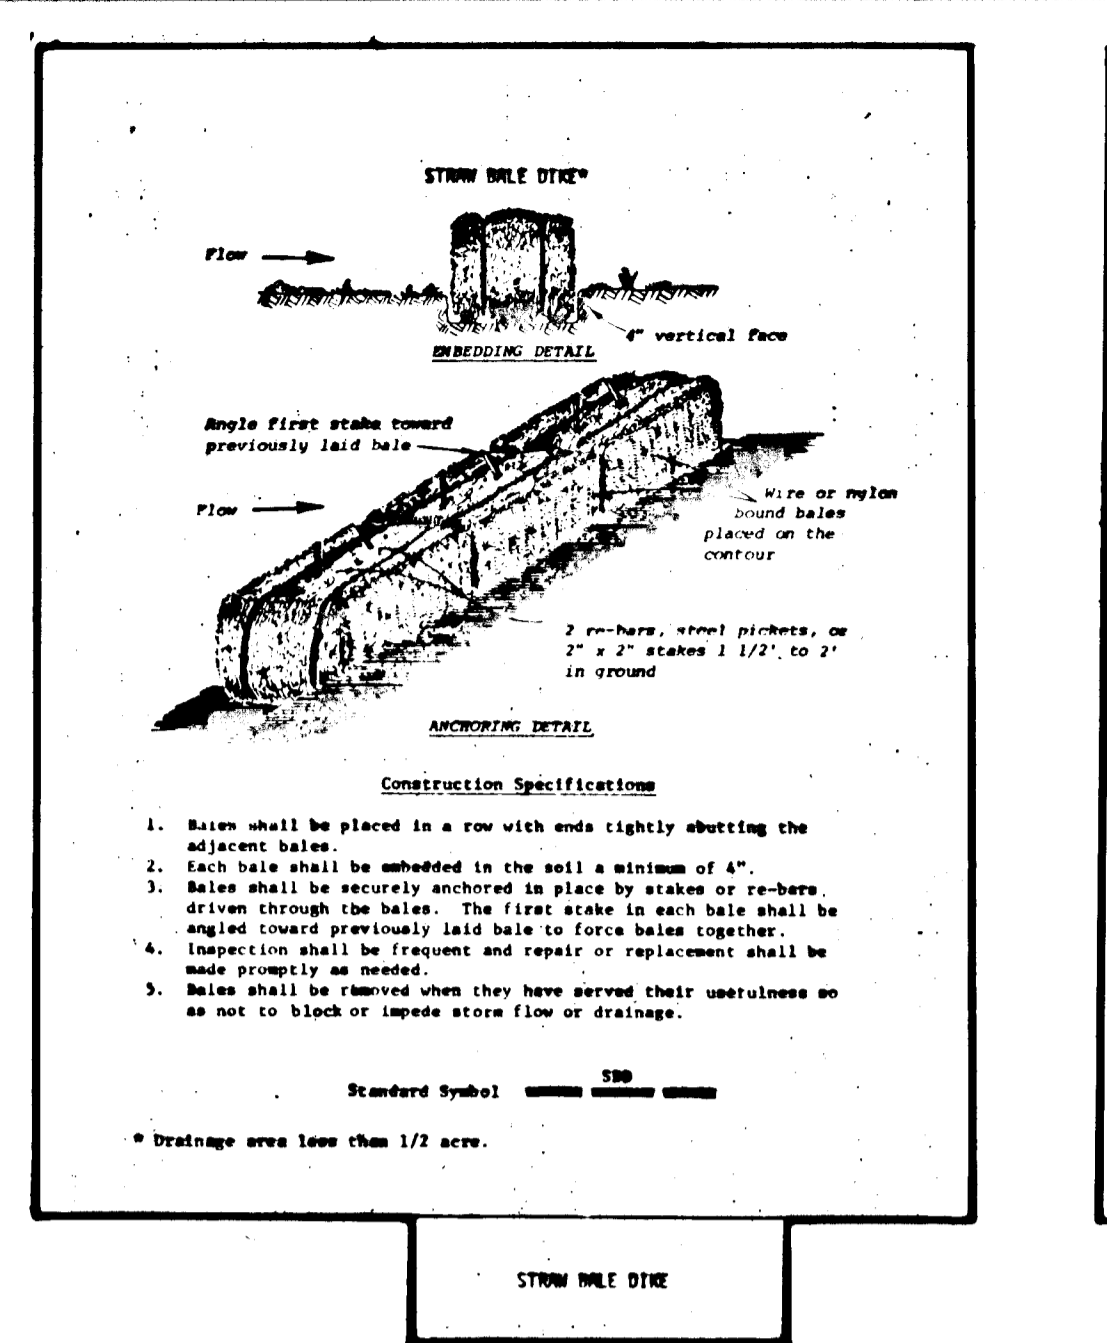 STRAW BALE DIKE*
Flow
4" vertical face
EMBEDDING DETAIL
Angle first stake toward
previously laid bale
Flow
Wire or nylon
bound bales
placed on the
contour
2 re-bars, steel pickets, or
2" x 2" stakes 1 1/2' to 2'
in ground
ANCHORING DETAIL
Construction Specifications
1. Bales shall be placed in a row with ends tightly abutting the
adjacent bales.
2. Each bale shall be embedded in the soil a minimum of 4".
3. Bales shall be securely anchored in place by stakes or re-bars
driven through the bales. The first stake in each bale shall be
angled toward previously laid bale to force bales together.
4. Inspection shall be frequent and repair or replacement shall be
made promptly as needed.
5. Bales shall be removed when they have served their usefulness so
as not to block or impede storm flow or drainage.
SBD
Standard Symbol
* Drainage area less than 1/2 acre.
STRAW BALE DIKE